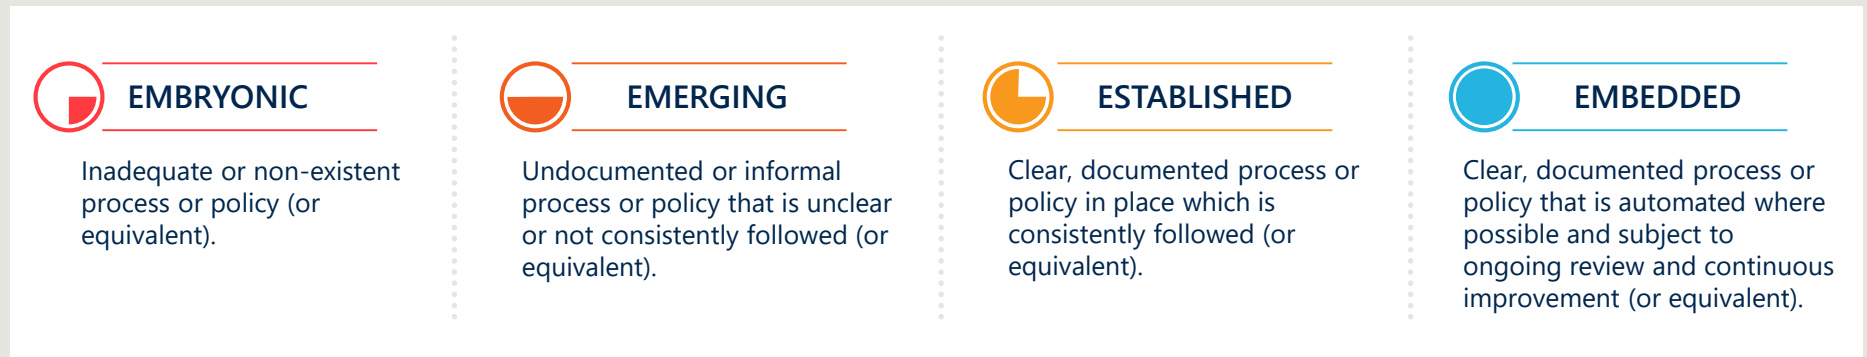 EMBRYONIC
Inadequate or non-existent
process or policy (or
equivalent).
EMERGING
Undocumented or informal
process or policy that is unclear
or not consistently followed (or
equivalent).
ESTABLISHED
Clear, documented process or
policy in place which is
consistently followed (or
equivalent).
EMBEDDED
Clear, documented process or
policy that is automated where
possible and subject to
ongoing review and continuous
improvement (or equivalent).